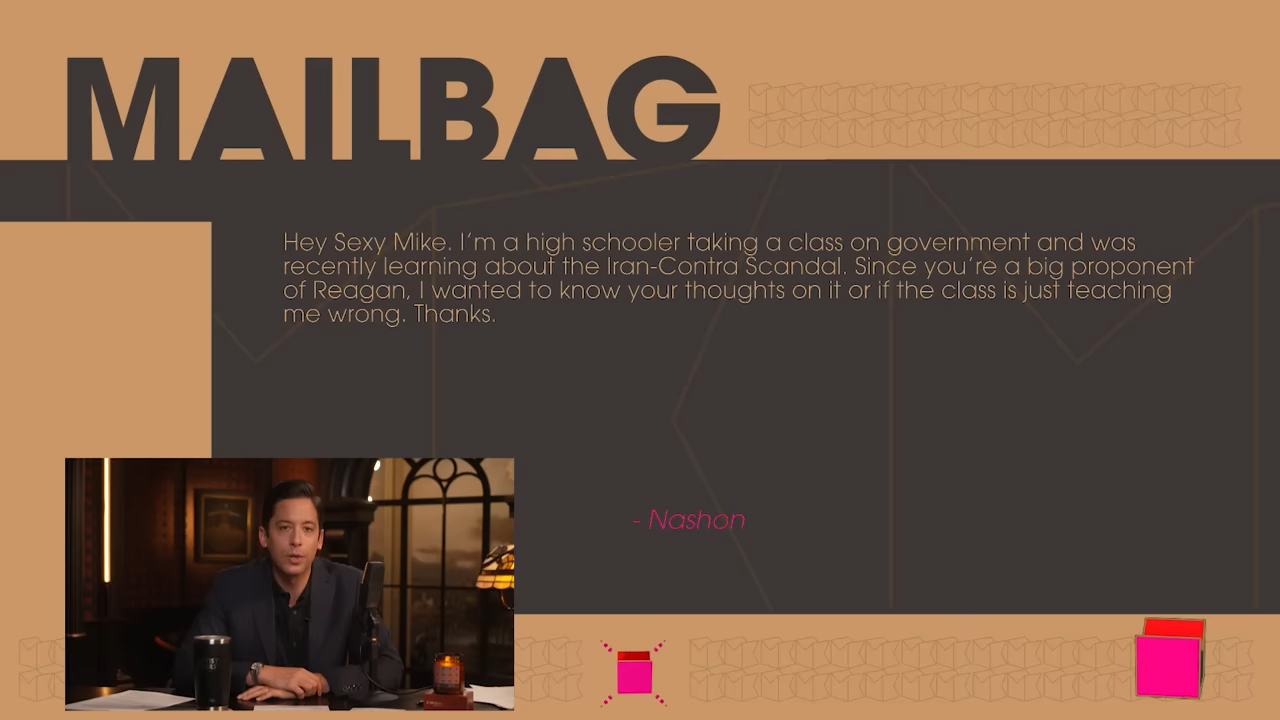 MAILBAG
Hey Sexy Mike. I'm a high schooler taking a class on government and was
recently learning about the Iran-Contra Scandal. Since you're a big proponent
of Reagan, I wanted to know your thoughts on it or if the class is just teaching
me wrong. Thanks.
- Nashon